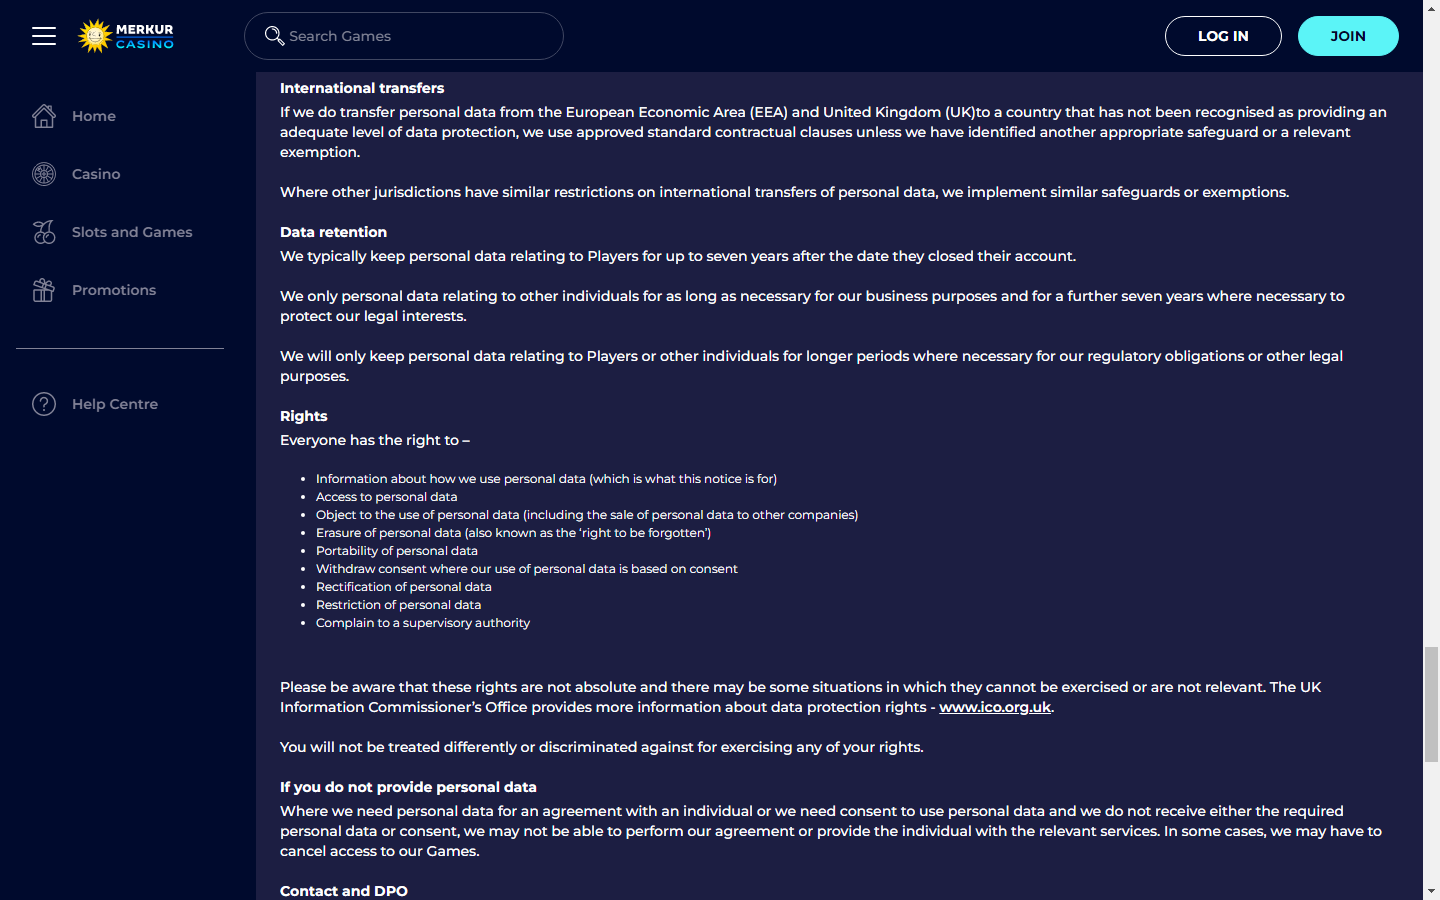 MERKUR
CASINO
Search Games
LOG IN
JOIN
Home
Casino
Slots and Games
Promotions
Help Centre
International transfers
If we do transfer personal data from the European Economic Area (EEA) and United Kingdom (UK)to a country that has not been recognised as providing an
adequate level of data protection, we use approved standard contractual clauses unless we have identified another appropriate safeguard or a relevant
exemption.
Where other jurisdictions have similar restrictions on international transfers of personal data, we implement similar safeguards or exemptions.
Data retention
We typically keep personal data relating to Players for up to seven years after the date they closed their account.
We only personal data relating to other individuals for as long as necessary for our business purposes and for a further seven years where necessary to
protect our legal interests.
We will only keep personal data relating to Players or other individuals for longer periods where necessary for our regulatory obligations or other legal
purposes.
Rights
Everyone has the right to –
• Information about how we use personal data (which is what this notice is for)
• Access to personal data
• Object to the use of personal data (including the sale of personal data to other companies)
• Erasure of personal data (also known as the ‘right to be forgotten’)
• Portability of personal data
• Withdraw consent where our use of personal data is based on consent
• Rectification of personal data
• Restriction of personal data
• Complain to a supervisory authority
Please be aware that these rights are not absolute and there may be some situations in which they cannot be exercised or are not relevant. The UK
Information Commissioner’s Office provides more information about data protection rights - www.ico.org.uk.
You will not be treated differently or discriminated against for exercising any of your rights.
If you do not provide personal data
Where we need personal data for an agreement with an individual or we need consent to use personal data and we do not receive either the required
personal data or consent, we may not be able to perform our agreement or provide the individual with the relevant services. In some cases, we may have to
cancel access to our Games.
Contact and DPO